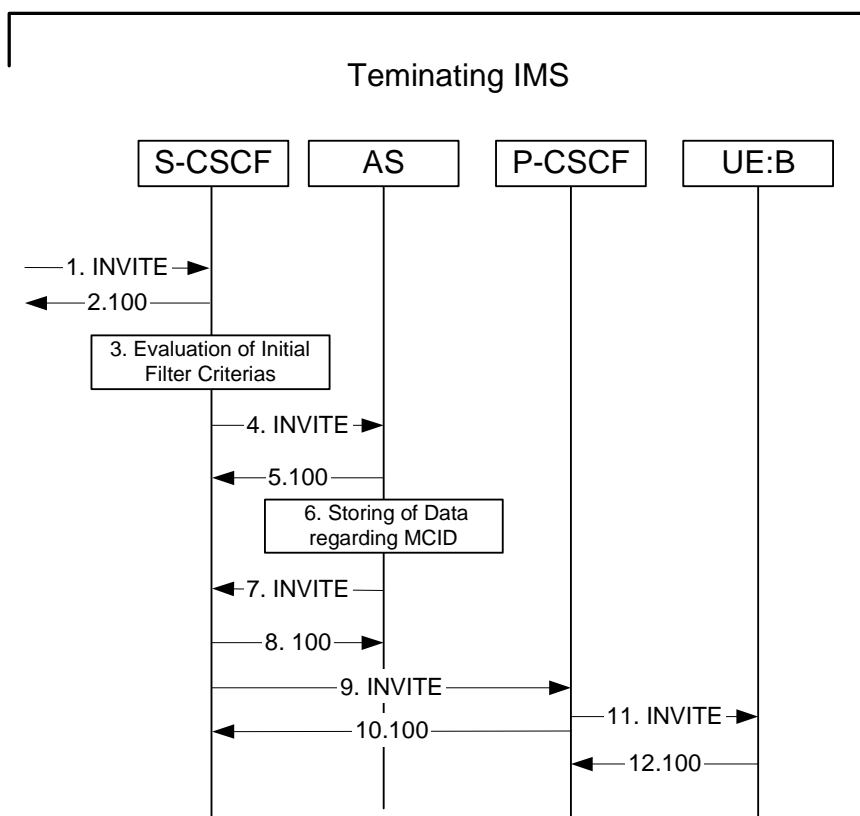 Teminating IMS
S-CSCF
AS
P-CSCF
UE:B
1. INVITE
2.100
3. Evaluation of Initial
Filter Criterias
4. INVITE
5.100
6. Storing of Data
regarding MCID
7. INVITE
8. 100
9. INVITE
11. INVITE
10.100
12.100